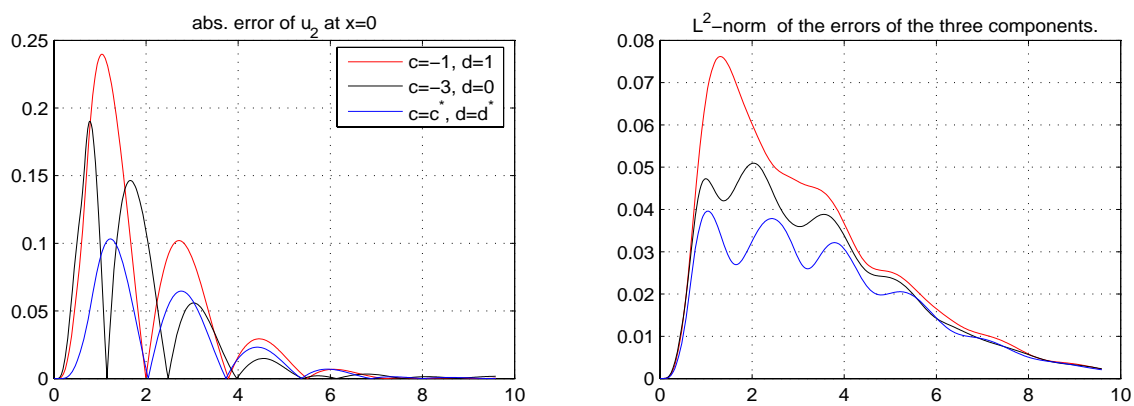 abs. error of u₂ at x=0
0.25
0.2
0.15
0.1
0.05
0
0 2 4 6 8 10
c=−1, d=1
c=−3, d=0
c=c*, d=d*
L²−norm of the errors of the three components.
0.08
0.07
0.06
0.05
0.04
0.03
0.02
0.01
0
0 2 4 6 8 10